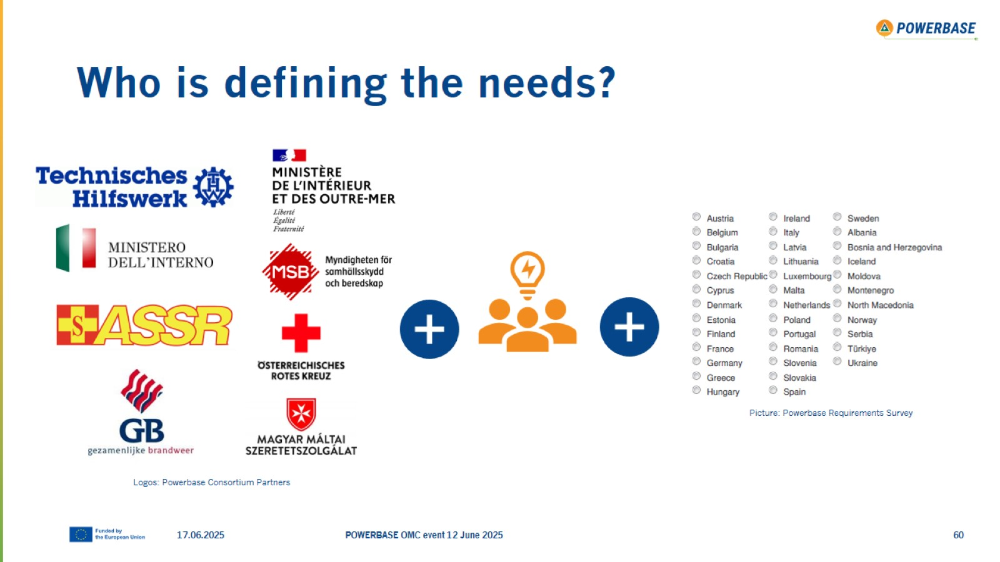 POWERBASE
Who is defining the needs?
Technisches
Hilfswerk
THW
MINISTERO
DELL'INTERNO
S ASSR
GB
gezamenlijke brandweer
Logos: Powerbase Consortium Partners
MINISTÈRE
DE L'INTÉRIEUR
ET DES OUTRE-MER
Liberté
Égalité
Fraternité
MSB
Myndigheten för
samhällsskydd
och beredskap
ÖSTERREICHISCHES
ROTES KREUZ
MAGYAR MÁLTAI
SZERETETSZOLGÁLAT
Austria
Belgium
Bulgaria
Croatia
Czech Republic
Cyprus
Denmark
Estonia
Finland
France
Germany
Greece
Hungary
Ireland
Italy
Latvia
Lithuania
Luxembourg
Malta
Netherlands
Poland
Portugal
Romania
Slovenia
Slovakia
Spain
Sweden
Albania
Bosnia and Herzegovina
Iceland
Moldova
Montenegro
North Macedonia
Norway
Serbia
Türkiye
Ukraine
Picture: Powerbase Requirements Survey
Funded by
the European Union
17.06.2025
POWERBASE OMC event 12 June 2025
60